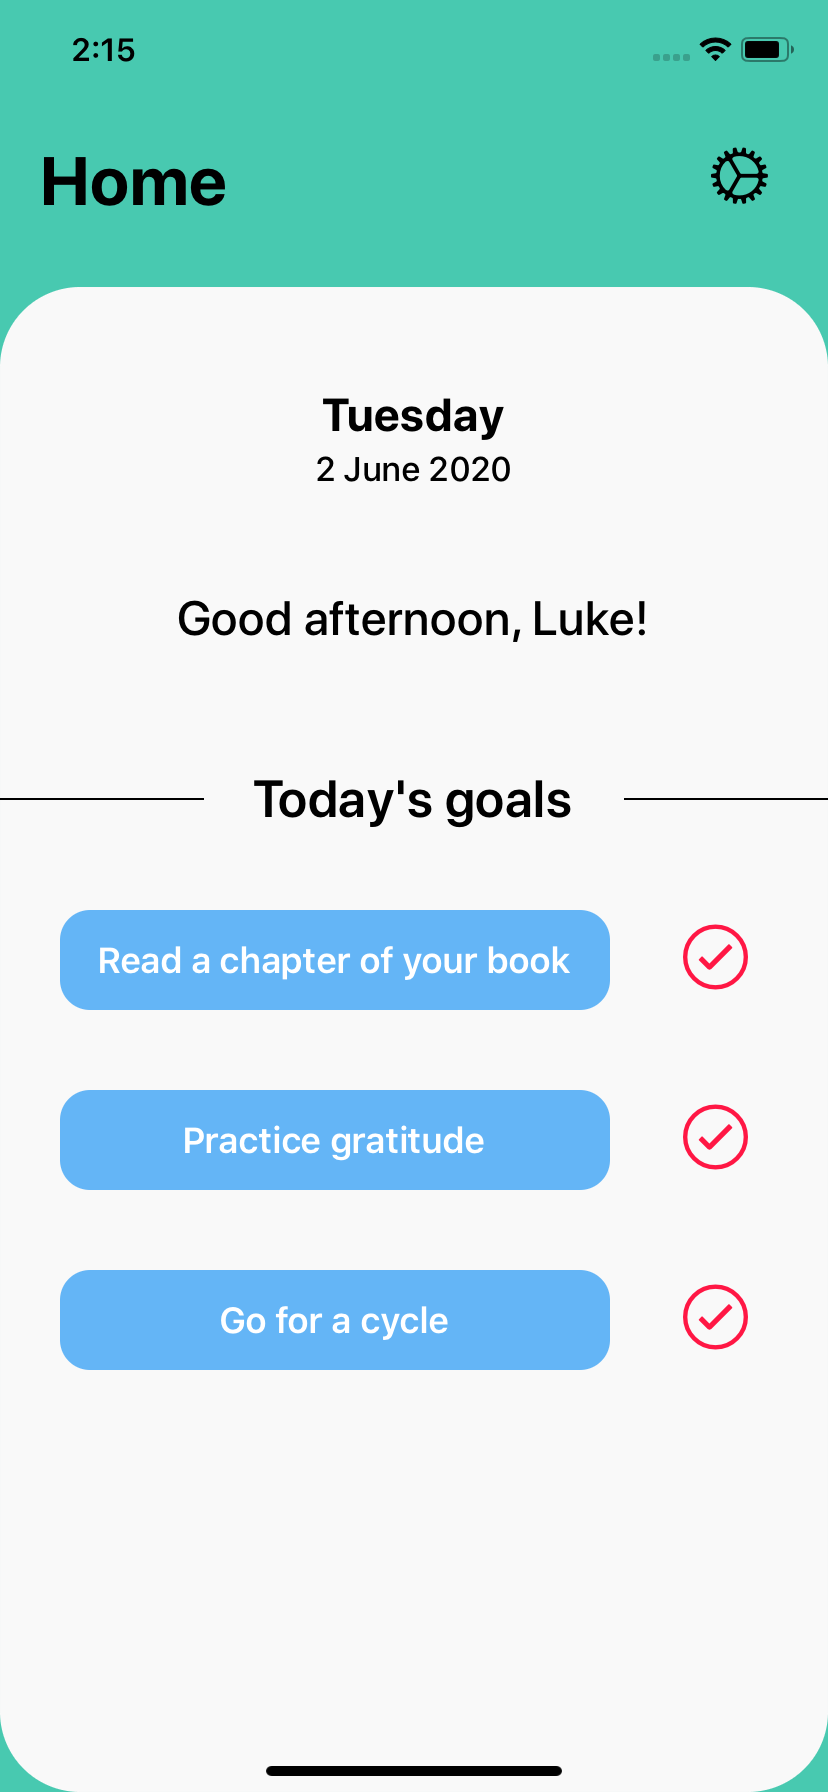 2:15
Home
Tuesday
2 June 2020
Good afternoon, Luke!
Today's goals
Read a chapter of your book
Practice gratitude
Go for a cycle